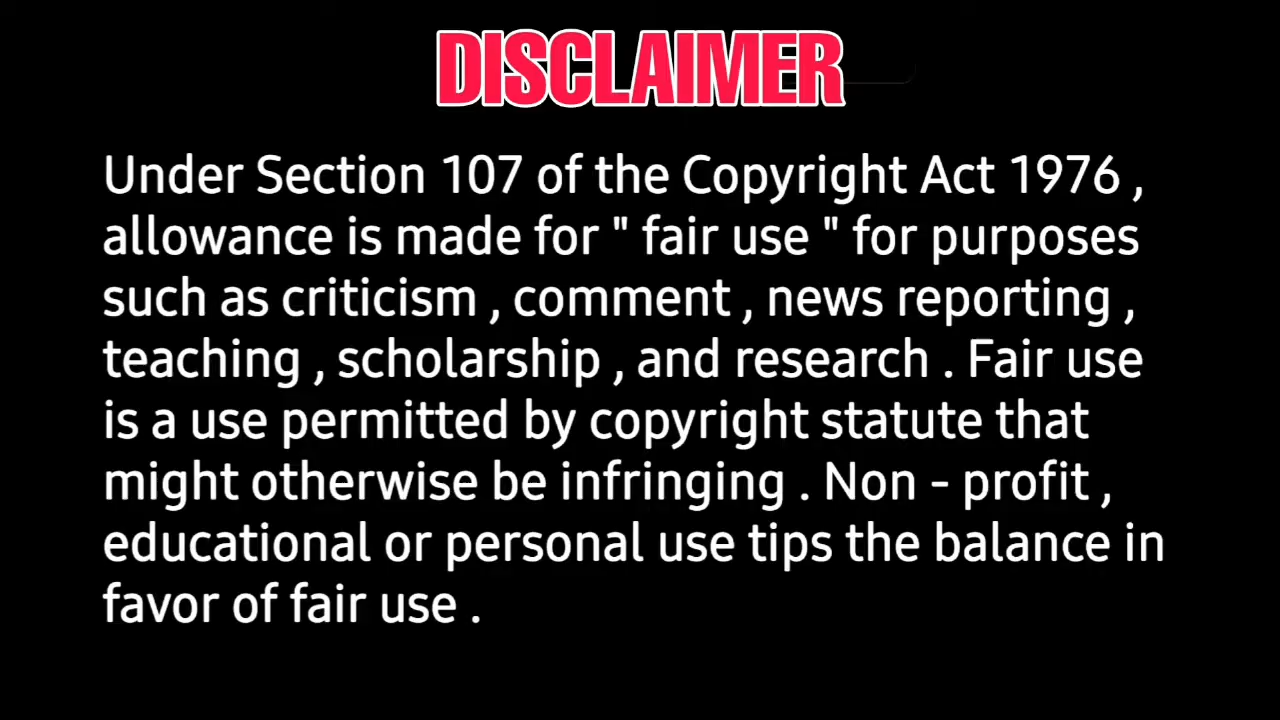 DISCLAIMER
Under Section 107 of the Copyright Act 1976 ,
allowance is made for " fair use " for purposes
such as criticism , comment , news reporting ,
teaching , scholarship , and research . Fair use
is a use permitted by copyright statute that
might otherwise be infringing . Non - profit ,
educational or personal use tips the balance in
favor of fair use .